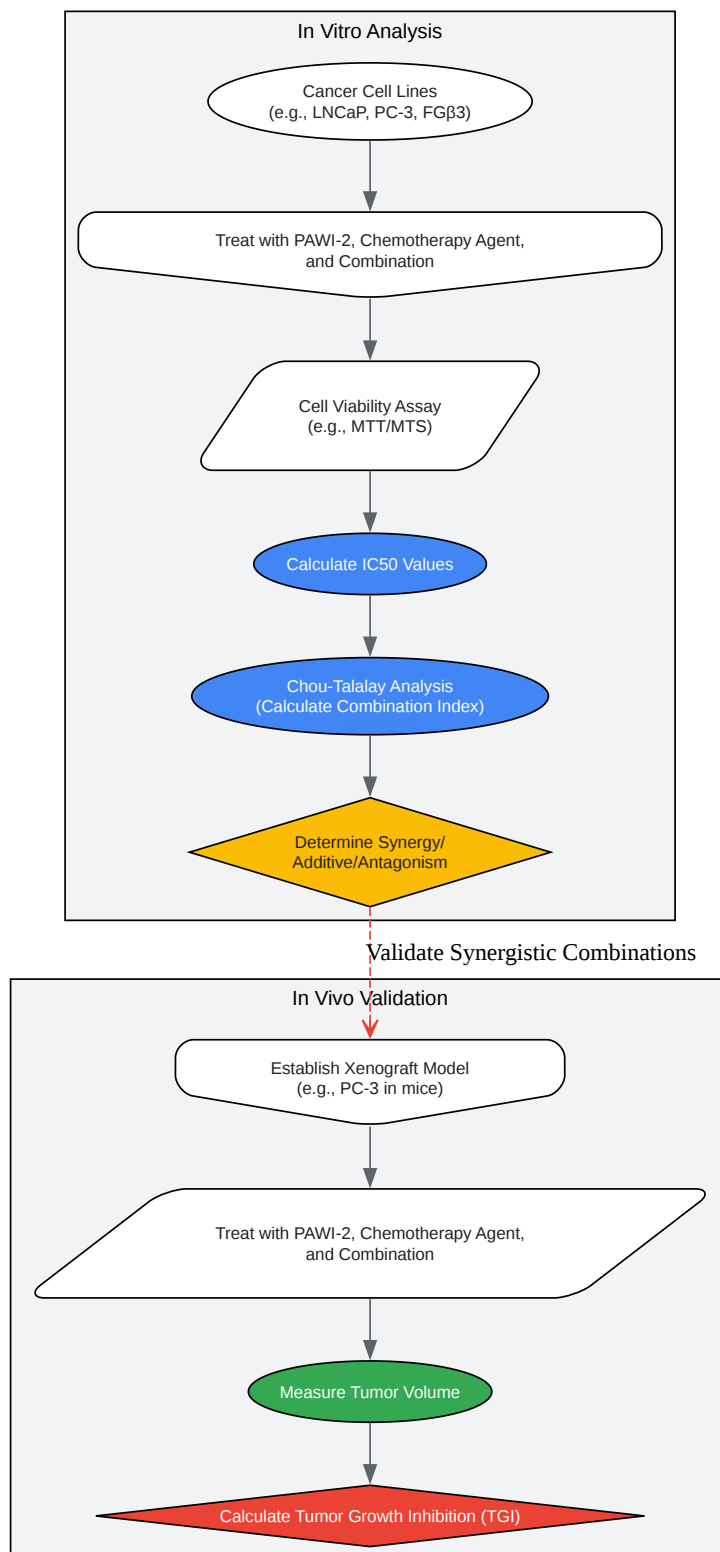 In Vitro Analysis
Cancer Cell Lines
(e.g., LNCaP, PC-3, FGβ3)
Treat with PAWI-2, Chemotherapy Agent,
and Combination
Cell Viability Assay
(e.g., MTT/MTS)
Calculate IC50 Values
Chou-Talalay Analysis
(Calculate Combination Index)
Determine Synergy/
Additive/Antagonism
Validate Synergistic Combinations
In Vivo Validation
Establish Xenograft Model
(e.g., PC-3 in mice)
Treat with PAWI-2, Chemotherapy Agent,
and Combination
Measure Tumor Volume
Calculate Tumor Growth Inhibition (TGI)